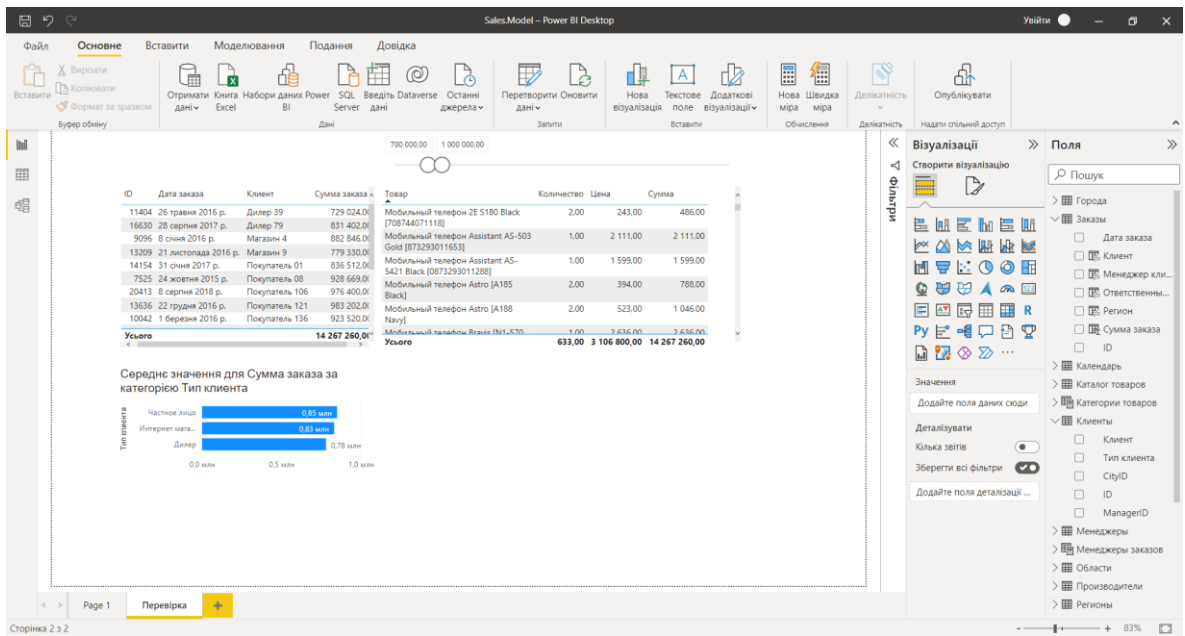 Sales.Model – Power BI Desktop
Увійти
Файл Основне Вставити Моделювання Подання Довідка
Вставити
Вирізати
Копіювати
Формат за зразком
Буфер обміну
Отримати дані
Книга Excel
Набори даних Power BI
SQL Server
Введіть дані
Dataverse
Останні джерела
Дані
Перетворити дані
Оновити
Запити
Нова візуалізація
Текстове поле
Додаткові візуалізації
Вставити
Нова міра
Швидка міра
Обчислення
Делікатність
Делікатність
Опублікувати
Надати спільний доступ
700 000,00 1 000 000,00
ID Дата заказа Клиент Сумма заказа
11404 26 травня 2016 р. Дилер 39 729 024,00
16630 28 серпня 2017 р. Дилер 79 831 402,00
9096 8 січня 2016 р. Магазин 4 882 846,00
13209 21 листопада 2016 р. Магазин 9 779 330,00
14154 31 січня 2017 р. Покупатель 01 836 512,00
7525 24 жовтня 2015 р. Покупатель 08 928 669,00
20413 8 серпня 2018 р. Покупатель 106 976 400,00
13636 22 грудня 2016 р. Покупатель 121 983 202,00
10042 1 березня 2016 р. Покупатель 136 923 520,00
Усього 14 267 260,00
Товар Количество Цена Сумма
Мобильный телефон 2E S180 Black 2,00 243,00 486,00
[708744071118]
Мобильный телефон Assistant AS-503 1,00 2 111,00 2 111,00
Gold [873293011653]
Мобильный телефон Assistant AS- 1,00 1 599,00 1 599,00
5421 Black [0873293011288]
Мобильный телефон Astro [A185 2,00 394,00 788,00
Black]
Мобильный телефон Astro [A188 2,00 523,00 1 046,00
Navy]
Мобильный телефон Bravis [N1-570 1,00 2 636,00 2 636,00
Усього 633,00 3 106 800,00 14 267 260,00
Середнє значення для Сумма заказа за
категорією Тип клиента
Тип клиента
Частное лицо 0,85 млн
Интернет мага... 0,83 млн
Дилер 0,78 млн
0,0 млн 0,5 млн 1,0 млн
Фільтри
Візуалізації
Створити візуалізацію
123
R
Py
Значення
Додайте поля даних сюди
Деталізувати
Кілька звітів
Зберегти всі фільтри
Додайте поля деталізації ...
Поля
Пошук
Города
Заказы
Дата заказа
Клиент
Менеджер кли...
Ответственны...
Регион
Сумма заказа
ID
Календарь
Каталог товаров
Категории товаров
Клиенты
Клиент
Тип клиента
CityID
ID
ManagerID
Менеджеры
Менеджеры заказов
Области
Производители
Регионы
Page 1 Перевірка
Сторінка 2 з 2
83%